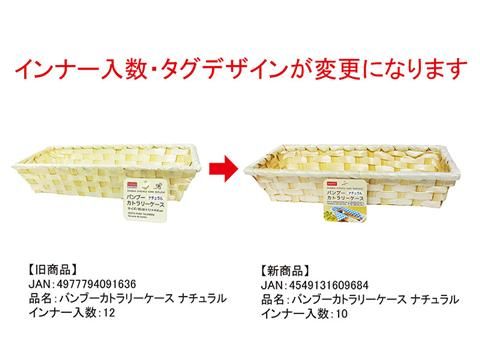 インナー入数・タグデザインが変更になります
バンブー ナチュラル
カトラリーケース
バンブー ナチュラル
カトラリーケース
【旧商品】
JAN:4977794091636
品名:バンブーカトラリーケース ナチュラル
インナー入数:12
【新商品】
JAN:4549131609684
品名:バンブーカトラリーケース ナチュラル
インナー入数:10